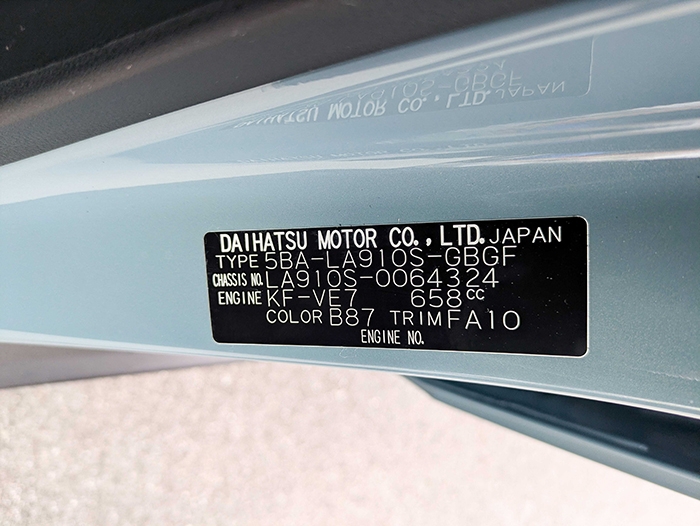 DAIHATSU MOTOR CO., LTD. JAPAN
TYPE 5BA-LA910S-GBGF
CHASSIS NO. LA910S-0064324
ENGINE KF-VE7 658cc
COLOR B87 TRIM FA10
ENGINE NO.